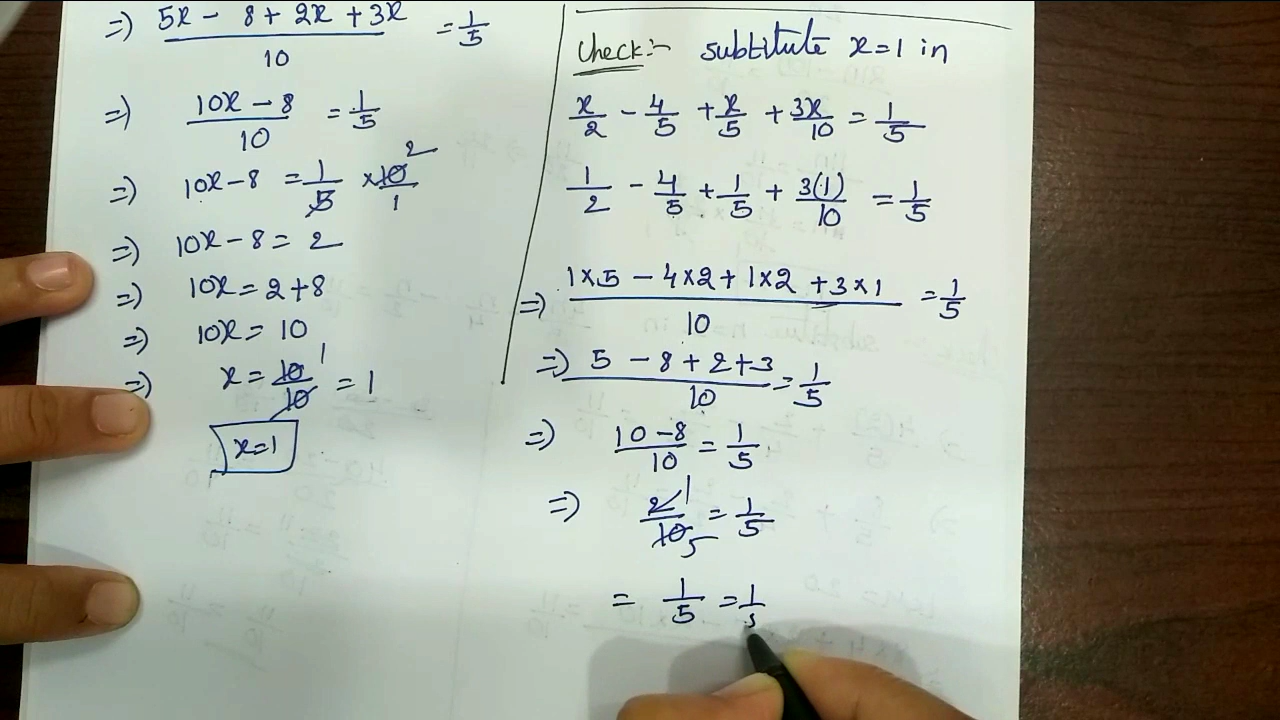 => 5x - 8 + 2x + 3x / 10 = 1/5
=> 10x - 8 / 10 = 1/5
=> 10x - 8 = 1/5 × 10/1 2
=> 10x - 8 = 2
=> 10x = 2 + 8
=> 10x = 10
=> x = 10/10 1 = 1
x = 1
Check :- substitute x = 1 in
x/2 - 4/5 + x/5 + 3x/10 = 1/5
1/2 - 4/5 + 1/5 + 3(1)/10 = 1/5
=> 1×5 - 4×2 + 1×2 + 3×1 / 10 = 1/5
=> 5 - 8 + 2 + 3 / 10 = 1/5
=> 10 - 8 / 10 = 1/5
=> 2/10 1 5 = 1/5
= 1/5 = 1/5